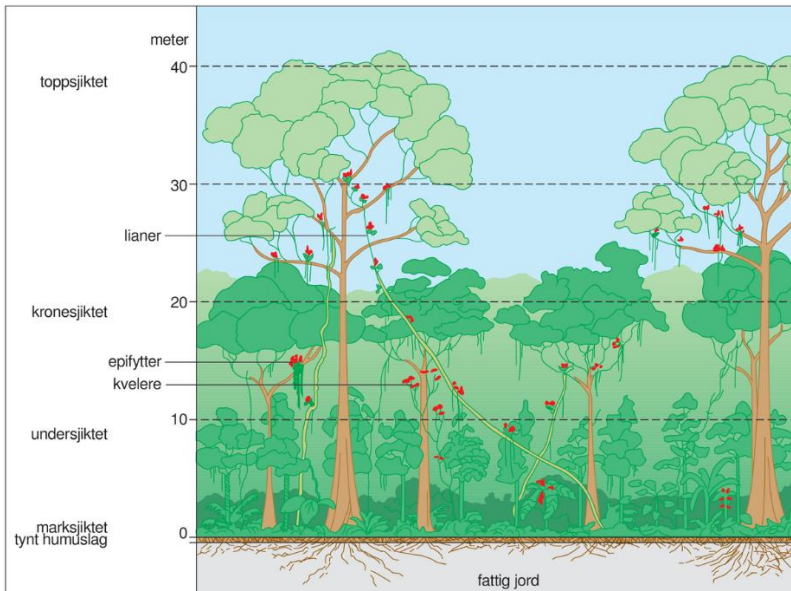 meter
40
toppsjiktet
30
lianer
20
kronesjiktet
epifytter
kvelere
10
undersjiktet
marksjiktet
0
tynt humuslag
fattig jord